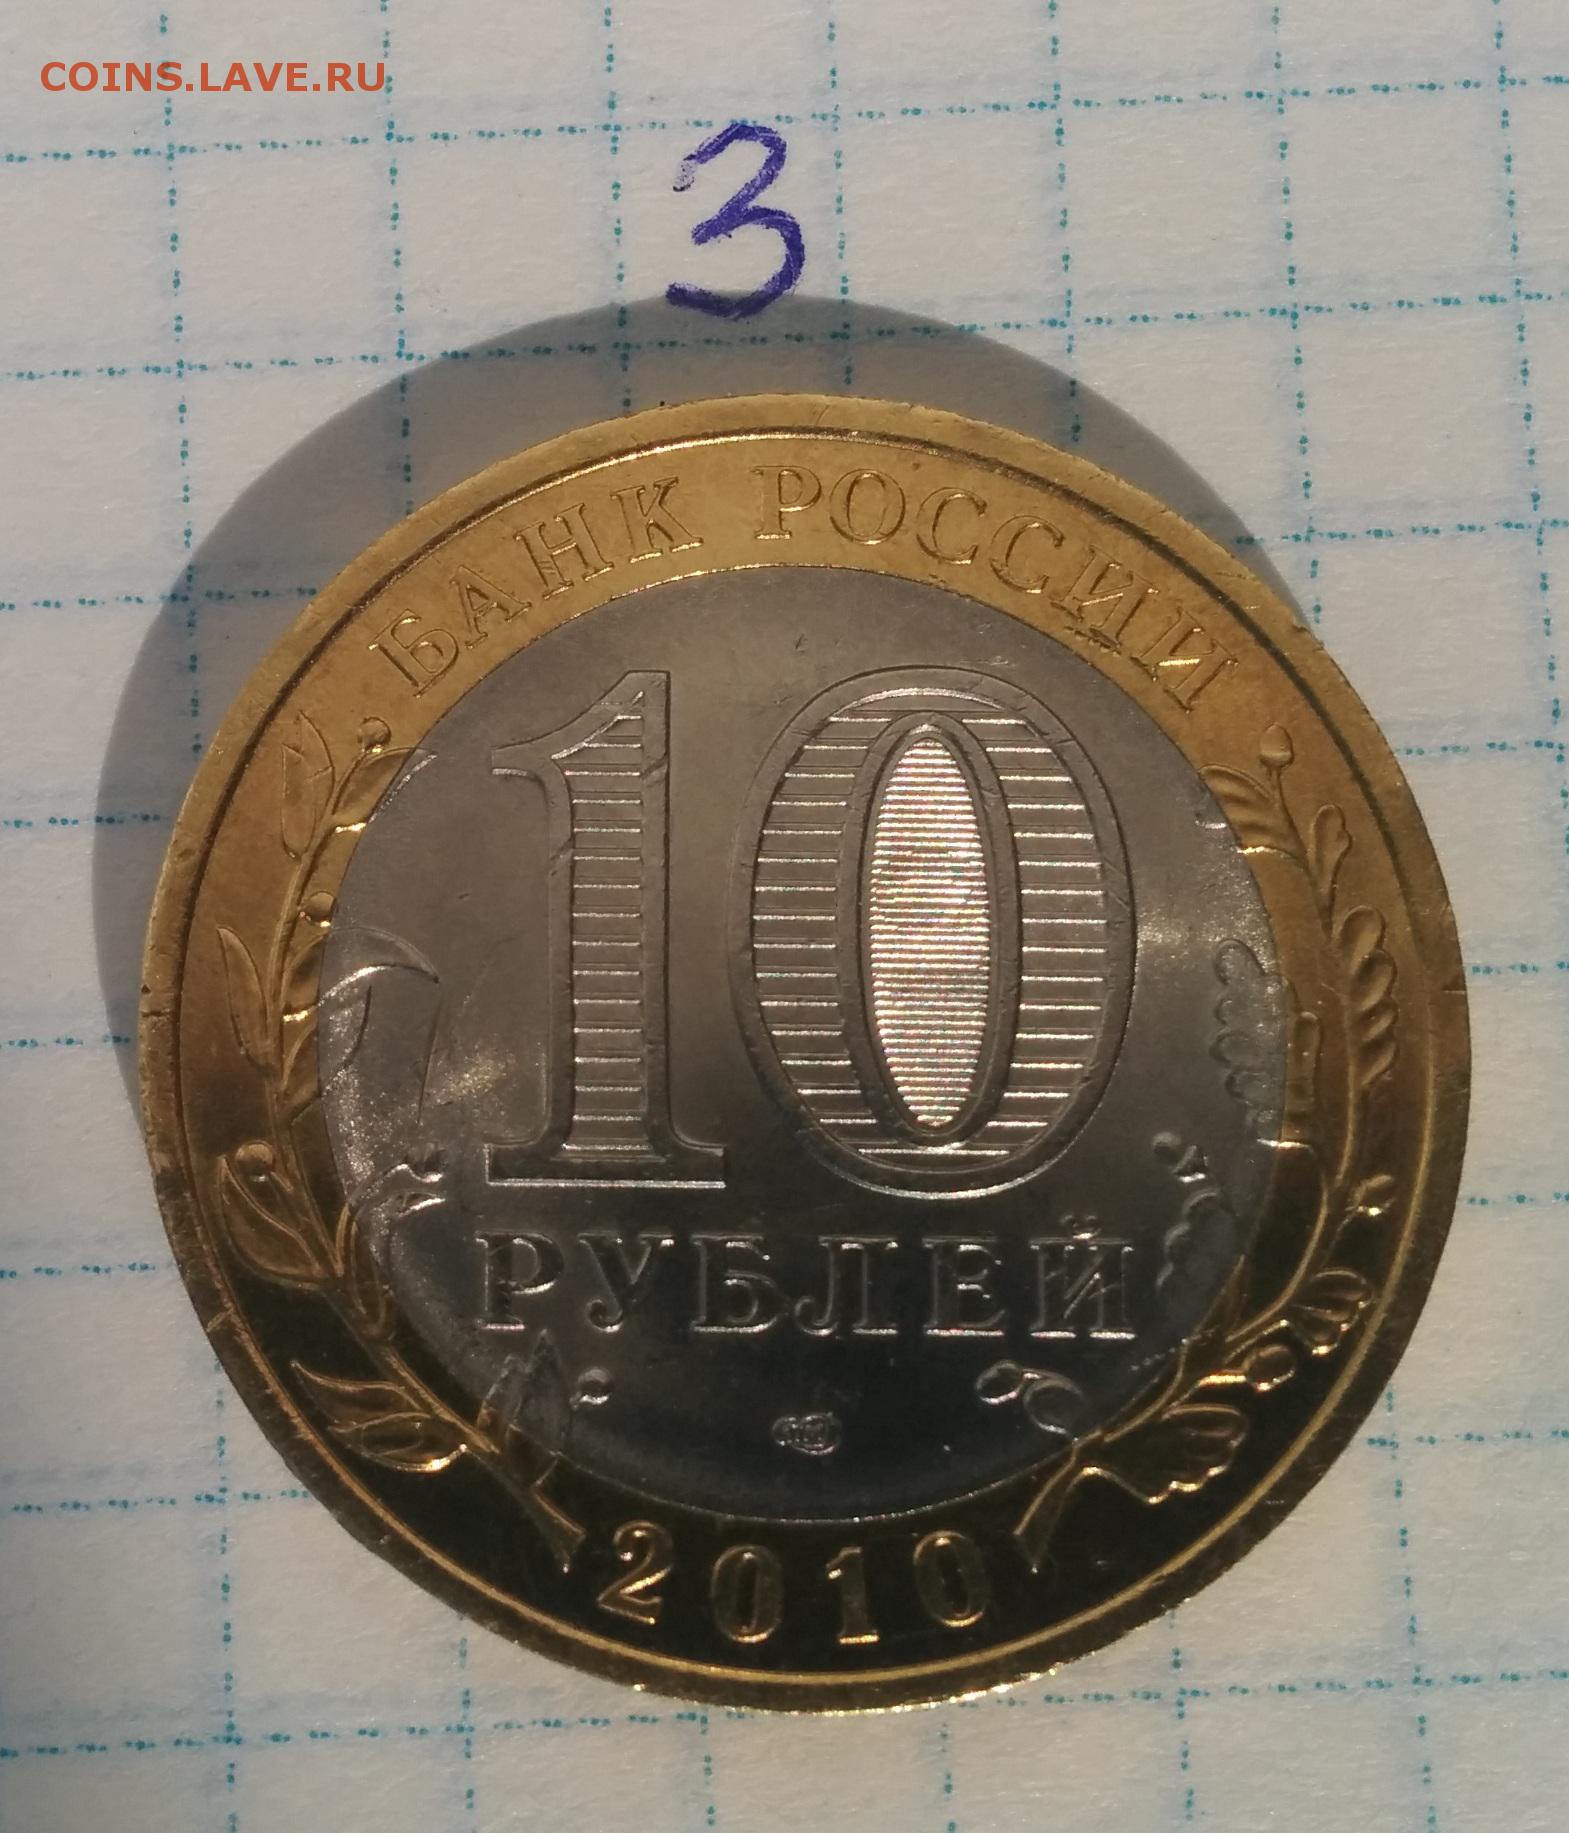 COINS.LAVE.RU
3
БАНК РОССИИ
10
РУБЛЕЙ
2010